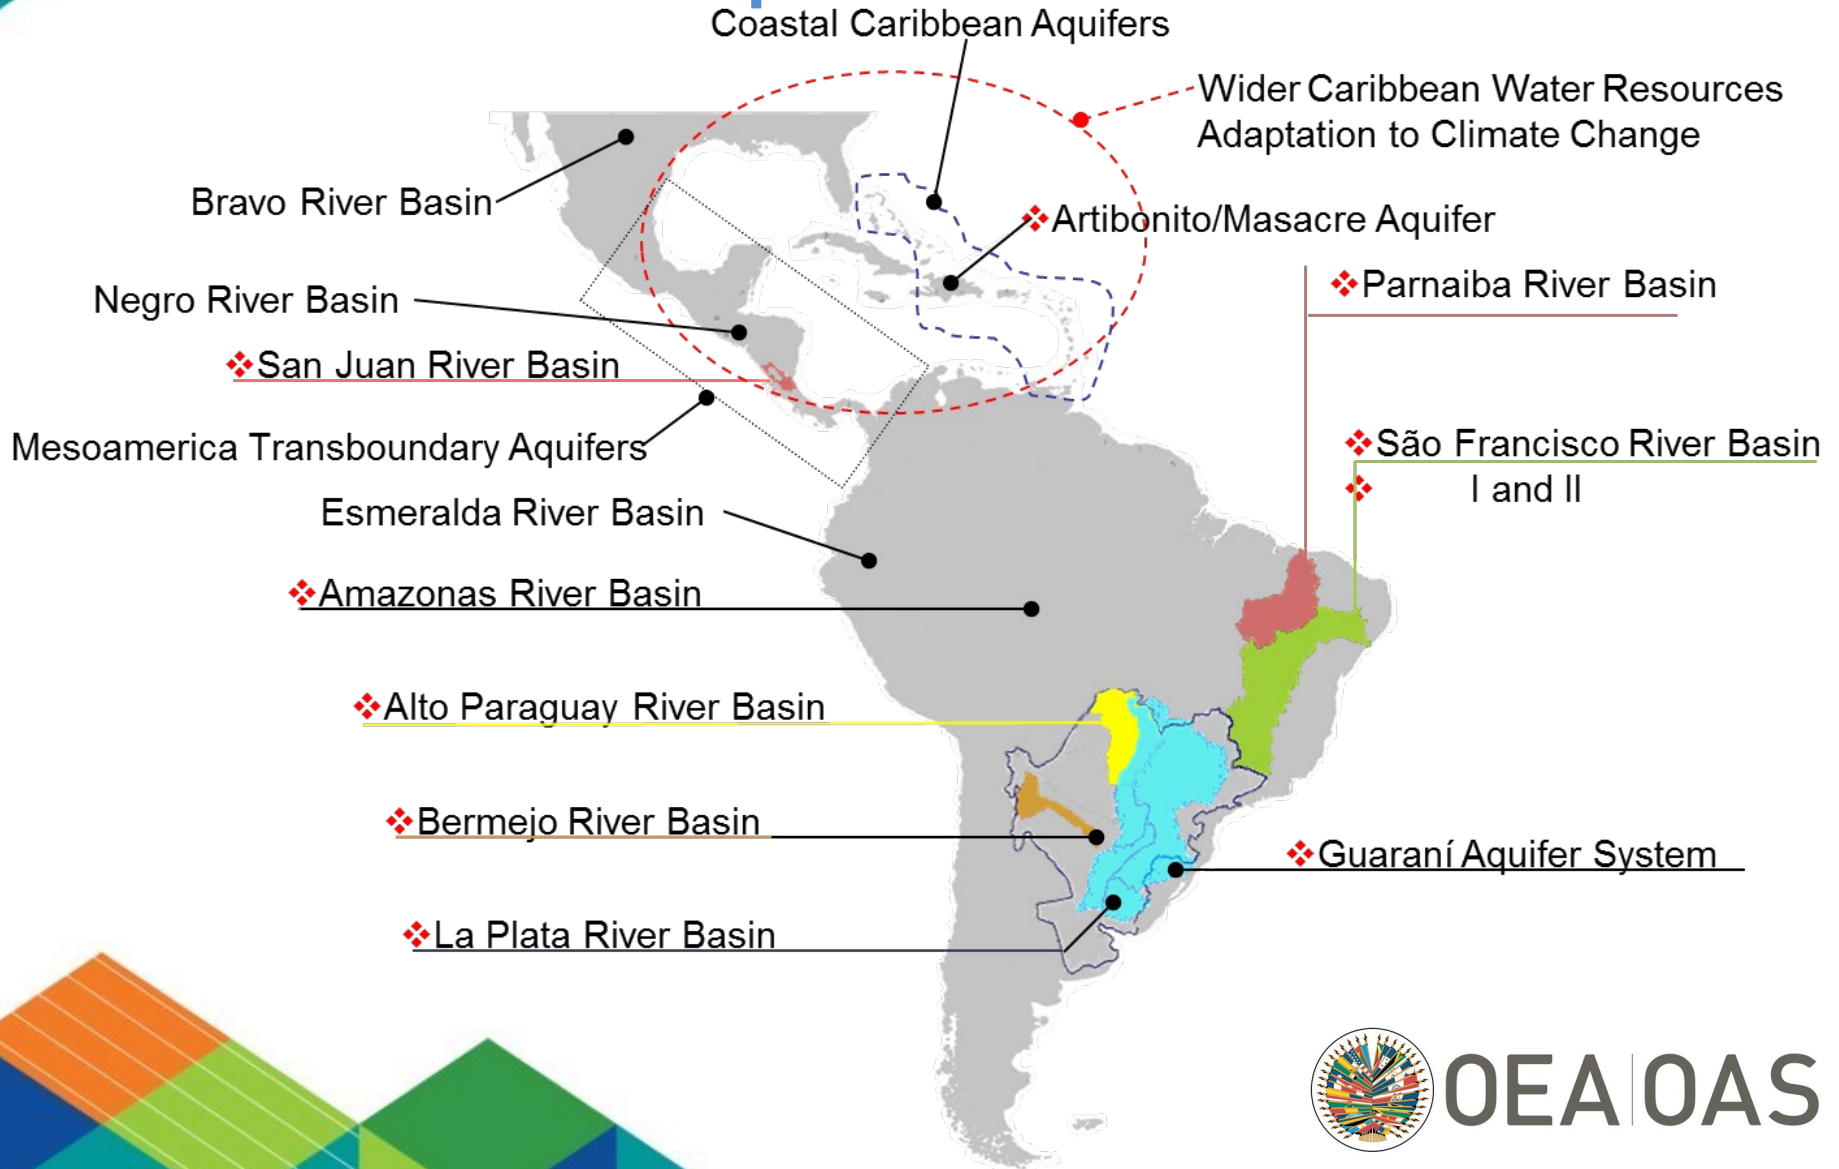 Coastal Caribbean Aquifers
Wider Caribbean Water Resources
Adaptation to Climate Change
Bravo River Basin
Artibonito/Masacre Aquifer
Parnaiba River Basin
Negro River Basin
San Juan River Basin
Mesoamerica Transboundary Aquifers
São Francisco River Basin
I and II
Esmeralda River Basin
Amazonas River Basin
Alto Paraguay River Basin
Bermejo River Basin
Guaraní Aquifer System
La Plata River Basin
OEA|OAS